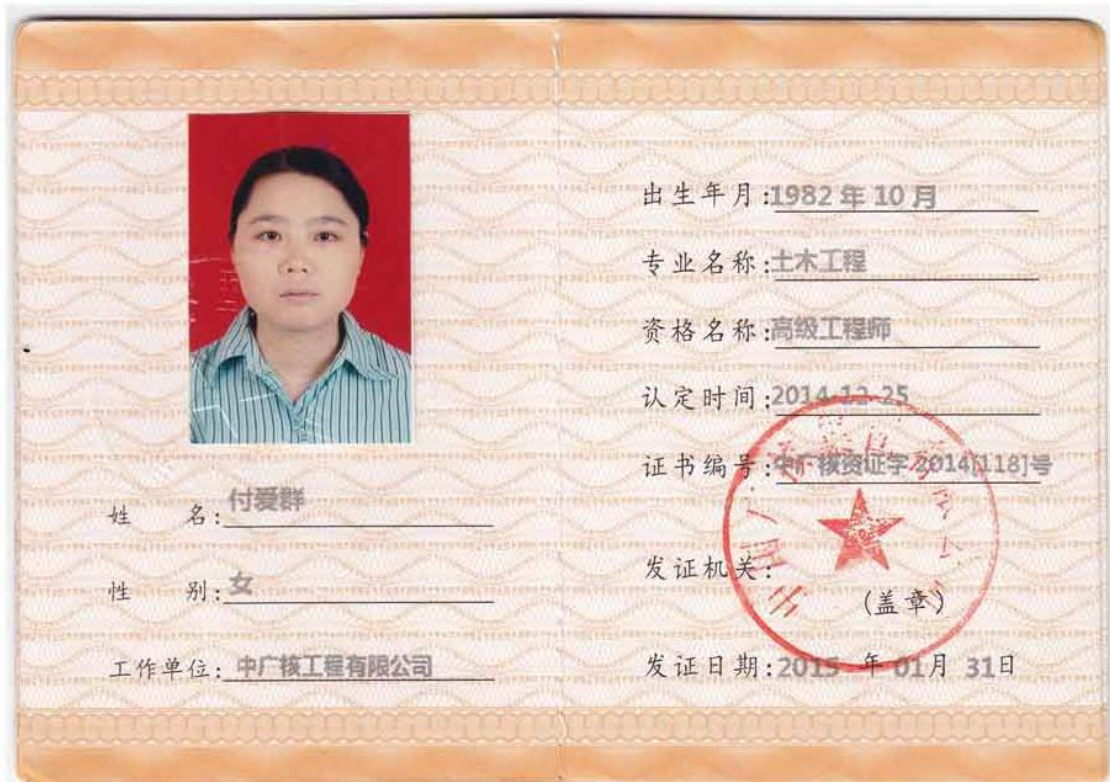 姓 名:付爱群
性 别:女
工作单位:中广核工程有限公司
出生年月:1982年10月
专业名称:土木工程
资格名称:高级工程师
认定时间:2014-12-25
证书编号:中广核资证字2014[118]号
发证机关:
(盖章)
发证日期:2015年01月31日